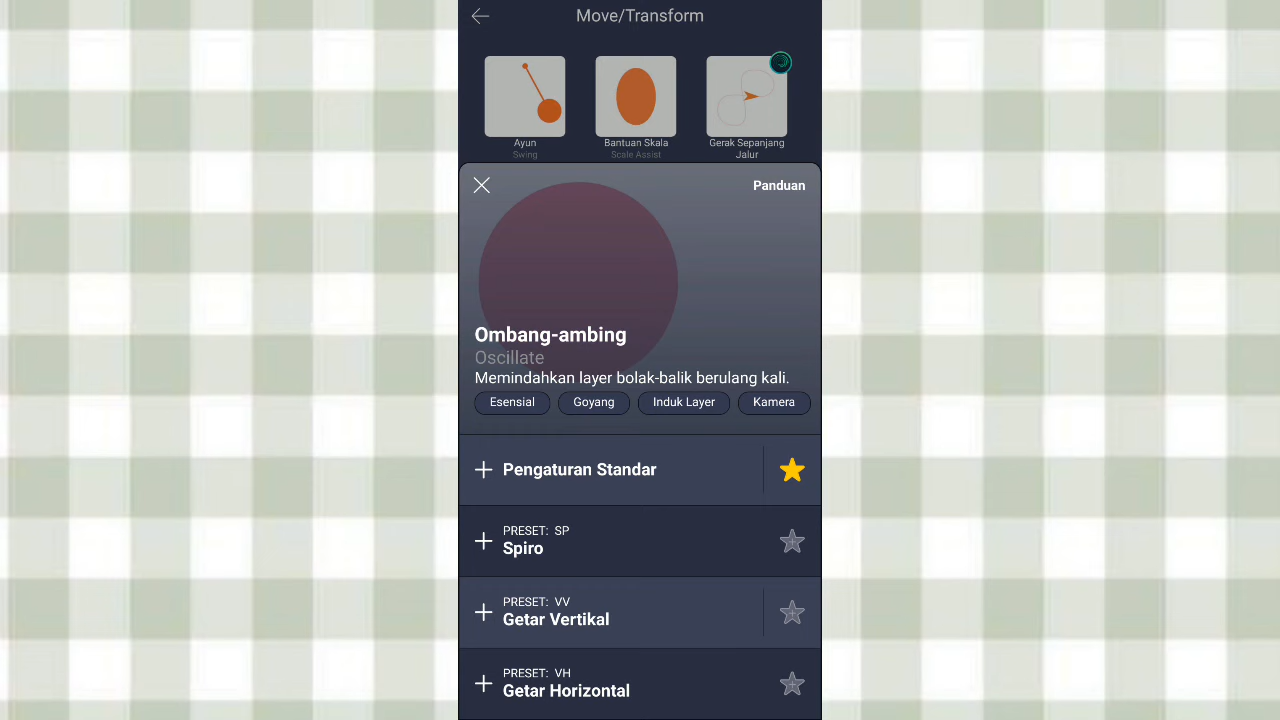 Move/Transform
Ayun
Swing
Bantuan Skala
Scale Assist
Gerak Sepanjang
Jalur
Panduan
Ombang-ambing
Oscillate
Memindahkan layer bolak-balik berulang kali.
Esensial
Goyang
Induk Layer
Kamera
Pengaturan Standar
PRESET: SP
Spiro
PRESET: VV
Getar Vertikal
PRESET: VH
Getar Horizontal